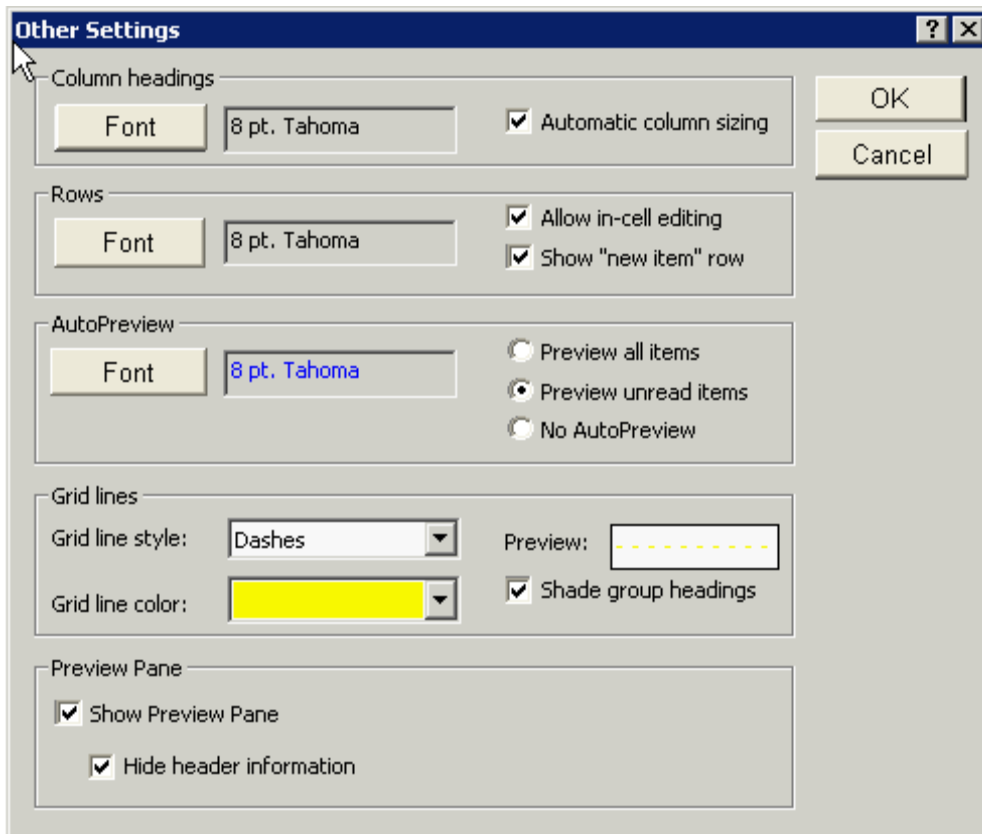 Other Settings
Column headings
Font
8 pt. Tahoma
Automatic column sizing
OK
Cancel
Rows
Font
8 pt. Tahoma
Allow in-cell editing
Show "new item" row
AutoPreview
Font
8 pt. Tahoma
Preview all items
Preview unread items
No AutoPreview
Grid lines
Grid line style:
Dashes
Preview:
Grid line color:
Shade group headings
Preview Pane
Show Preview Pane
Hide header information